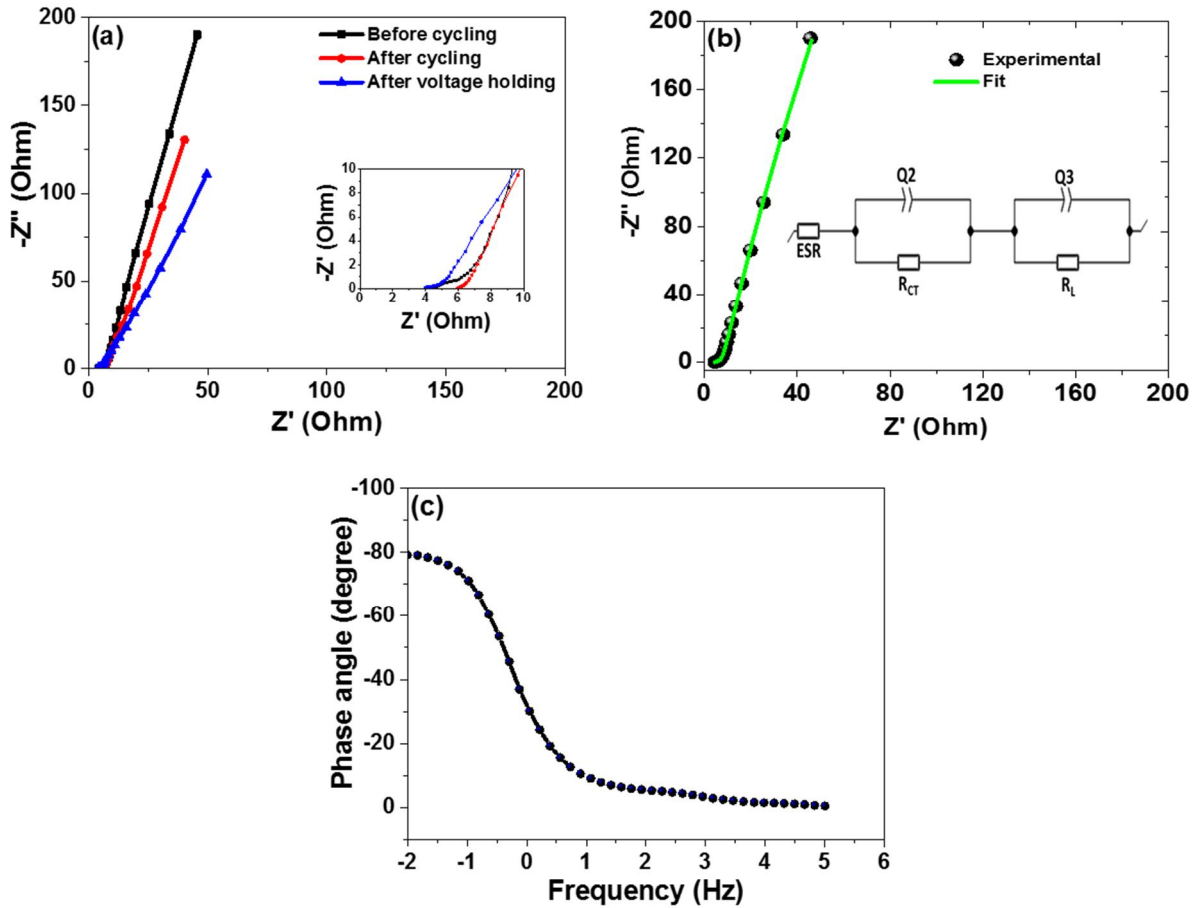 (a)
Before cycling
After cycling
After voltage holding
-Z'' (Ohm)
200
150
100
50
0
0 50 100 150 200
Z' (Ohm)
-Z' (Ohm)
10
8
6
4
2
0
0 2 4 6 8 10
Z' (Ohm)
(b)
Experimental
Fit
-Z'' (Ohm)
200
160
120
80
40
0
0 40 80 120 160 200
Z' (Ohm)
Q2 Q3
ESR
RCT RL
(c)
Phase angle (degree)
-100
-80
-60
-40
-20
0
-2 -1 0 1 2 3 4 5 6
Frequency (Hz)